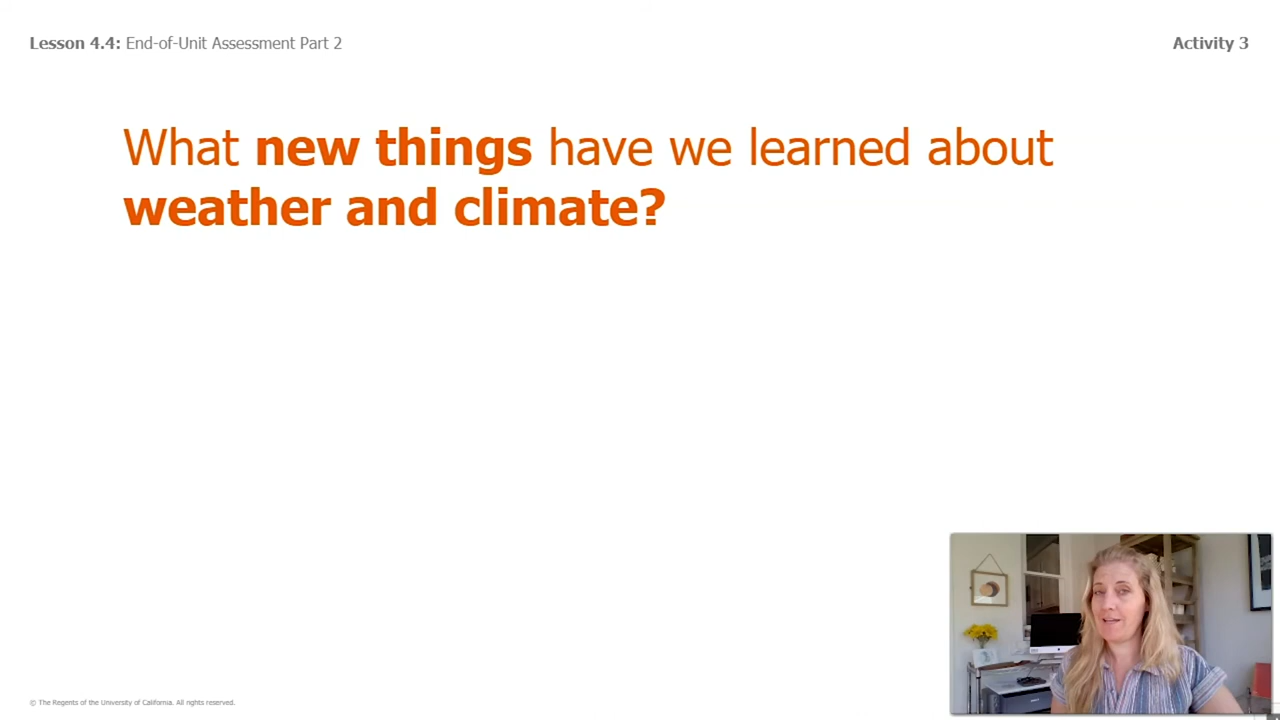 Lesson 4.4: End-of-Unit Assessment Part 2
Activity 3
What new things have we learned about
weather and climate?
© The Regents of the University of California. All rights reserved.